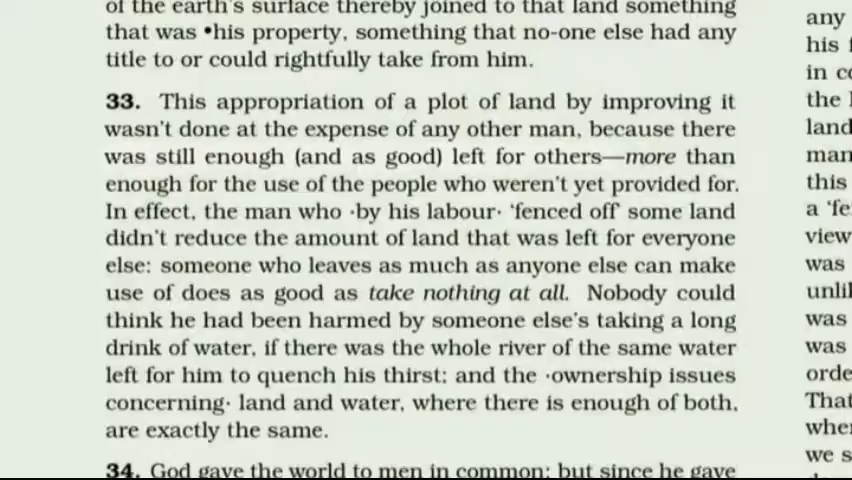 of the earth's surface thereby joined to that land something
that was •his property, something that no-one else had any
title to or could rightfully take from him.
33. This appropriation of a plot of land by improving it
wasn't done at the expense of any other man, because there
was still enough (and as good) left for others—more than
enough for the use of the people who weren't yet provided for.
In effect, the man who ·by his labour· 'fenced off' some land
didn't reduce the amount of land that was left for everyone
else: someone who leaves as much as anyone else can make
use of does as good as take nothing at all. Nobody could
think he had been harmed by someone else's taking a long
drink of water, if there was the whole river of the same water
left for him to quench his thirst; and the ·ownership issues
concerning· land and water, where there is enough of both,
are exactly the same.
34. God gave the world to men in common; but since he gave
any
his
in
the
land
man
this
a
view
was
was
was
That
we